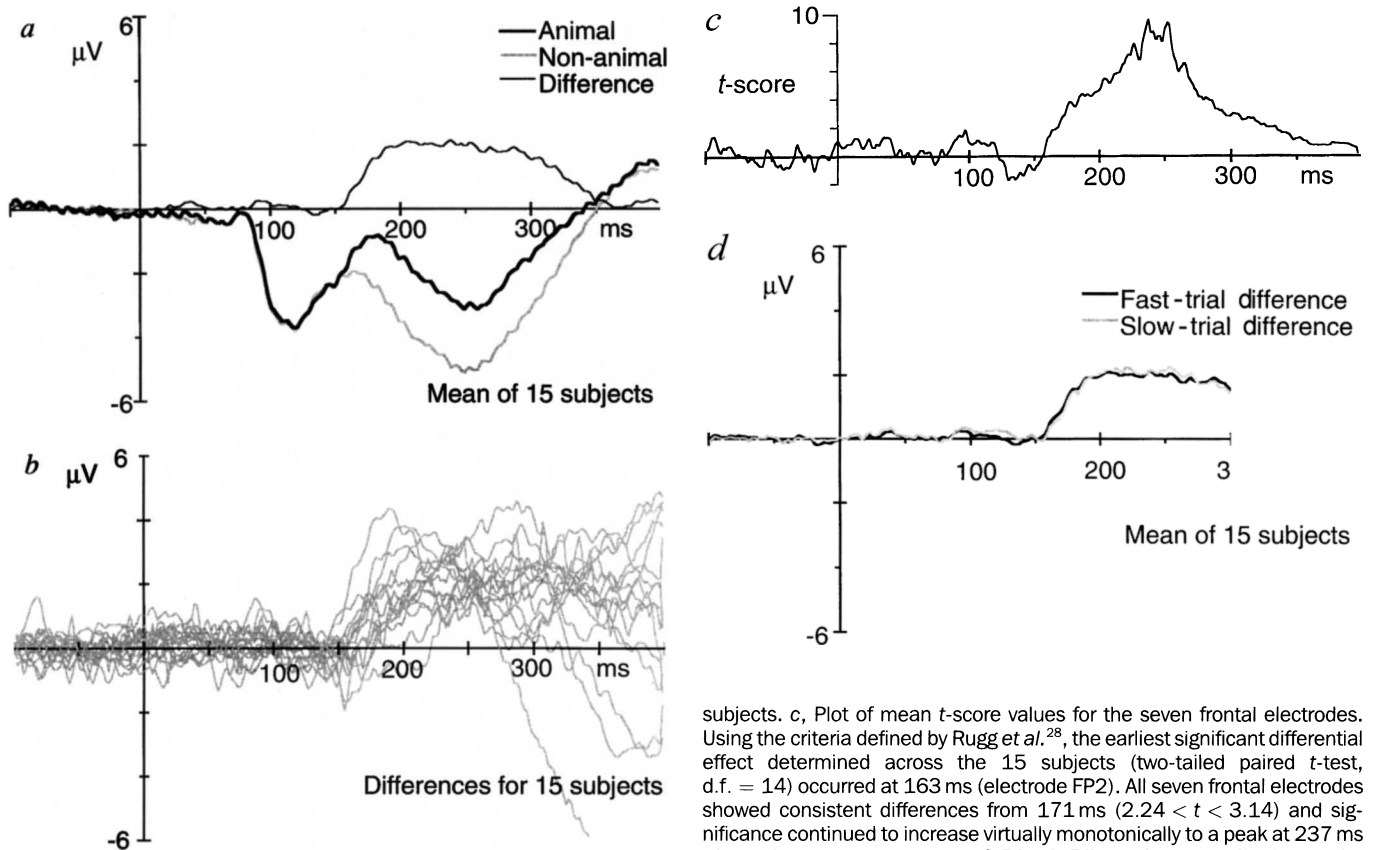 a
6
μV
Animal
Non-animal
Difference
100
200
300
ms
-6
Mean of 15 subjects
b
6
μV
100
200
300
ms
Differences for 15 subjects
-6
c
10
t-score
100
200
300
ms
d
6
μV
Fast-trial difference
Slow-trial difference
100
200
3
-6
Mean of 15 subjects
subjects. c, Plot of mean t-score values for the seven frontal electrodes.
Using the criteria defined by Rugg et al.28, the earliest significant differential
effect determined across the 15 subjects (two-tailed paired t-test,
d.f. = 14) occurred at 163 ms (electrode FP2). All seven frontal electrodes
showed consistent differences from 171 ms (2.24 < t < 3.14) and sig-
nificance continued to increase virtually monotonically to a peak at 237 ms